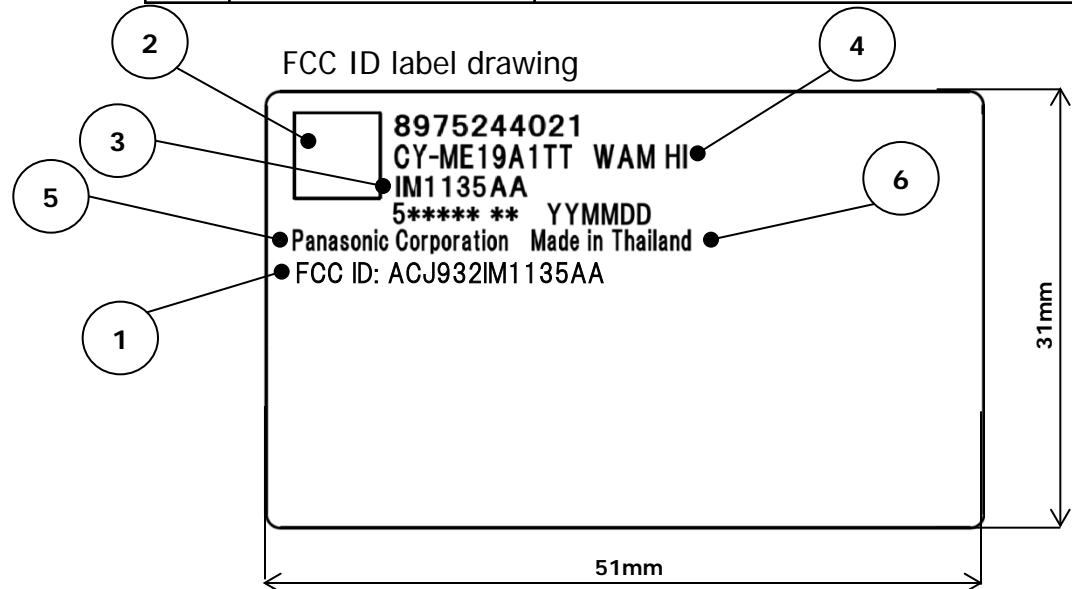 2
4
FCC ID label drawing
3
8975244021
CY-ME19A1TT WAM HI
IM1135AA
6
5
5***** ** YYMMDD
Panasonic Corporation Made in Thailand
FCC ID: ACJ932IM1135AA
1
31mm
51mm